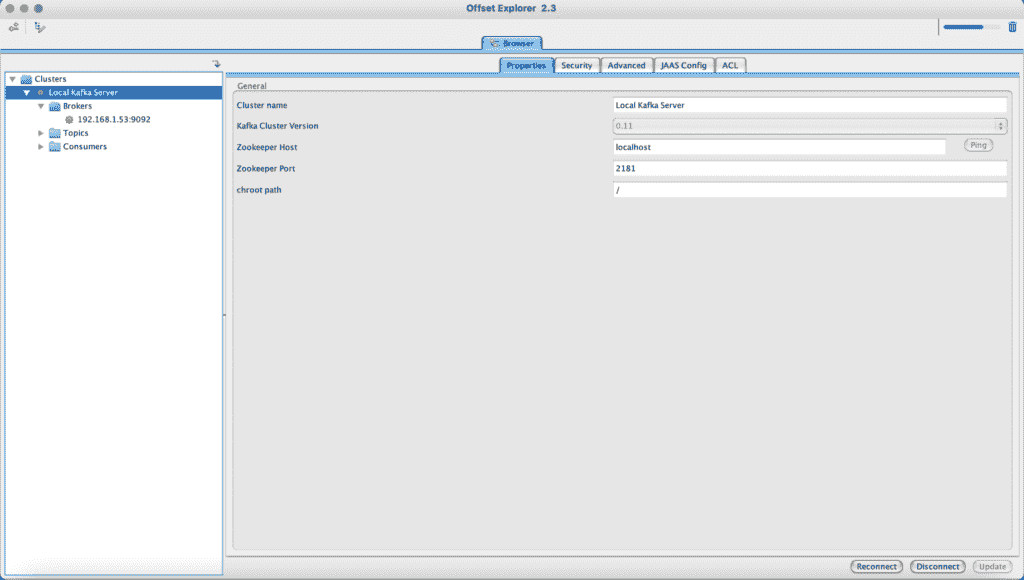 Offset Explorer 2.3
Browser
Clusters
Local Kafka Server
Brokers
192.168.1.53:9092
Topics
Consumers
Properties Security Advanced JAAS Config ACL
General
Cluster name Local Kafka Server
Kafka Cluster Version 0.11
Zookeeper Host localhost Ping
Zookeeper Port 2181
chroot path /
Reconnect Disconnect Update